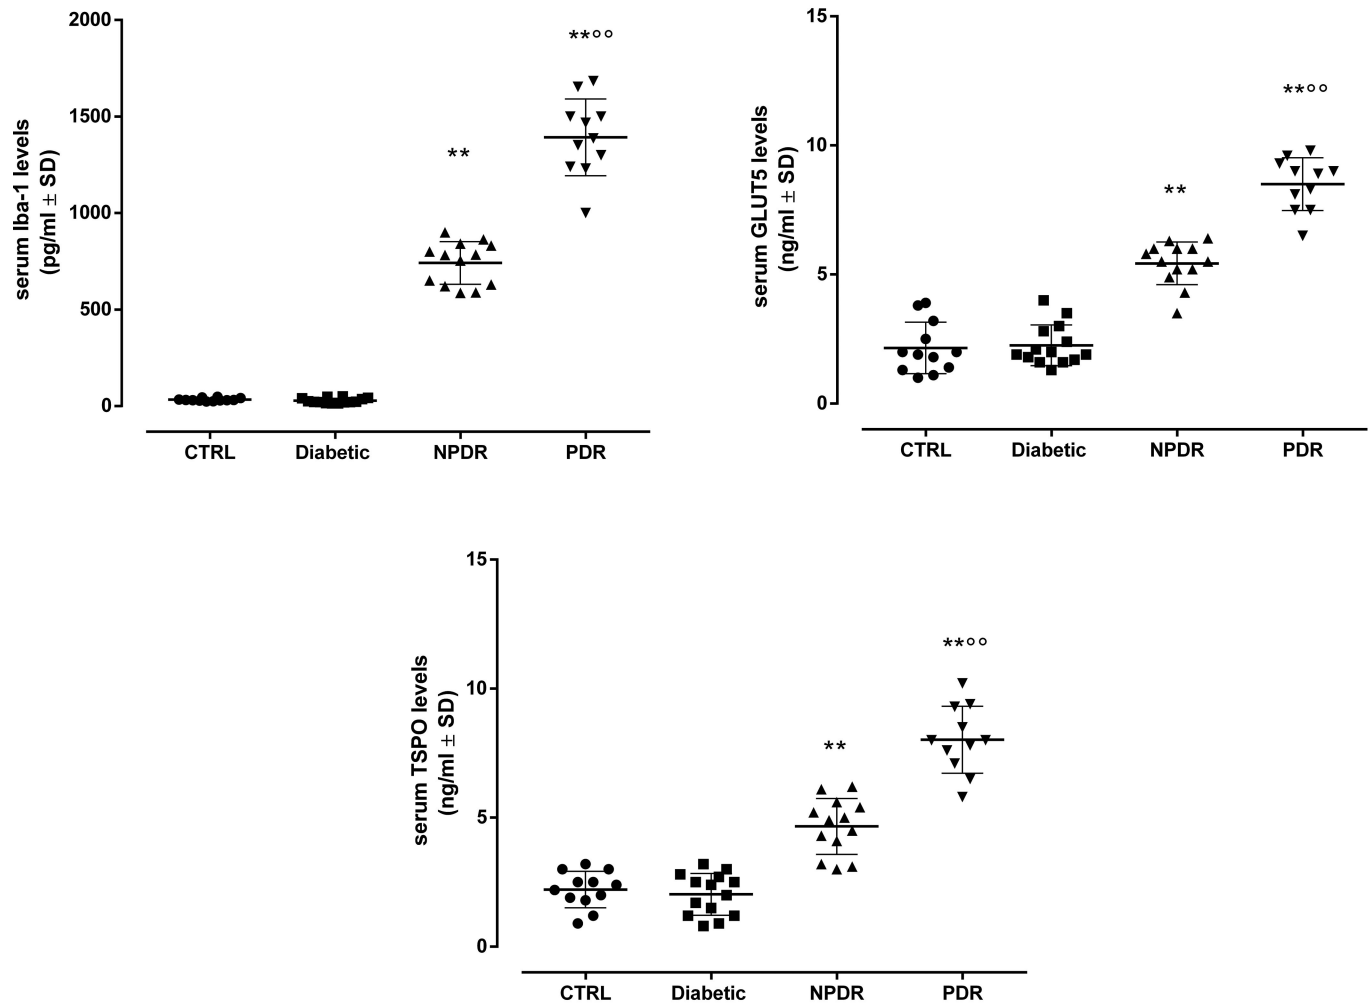 serum Iba-1 levels
(pg/ml ± SD)
2000
1500
1000
500
0
**
**°°
CTRL Diabetic NPDR PDR
serum GLUT5 levels
(ng/ml ± SD)
15
10
5
0
**
**°°
CTRL Diabetic NPDR PDR
serum TSPO levels
(ng/ml ± SD)
15
10
5
0
**
**°°
CTRL Diabetic NPDR PDR